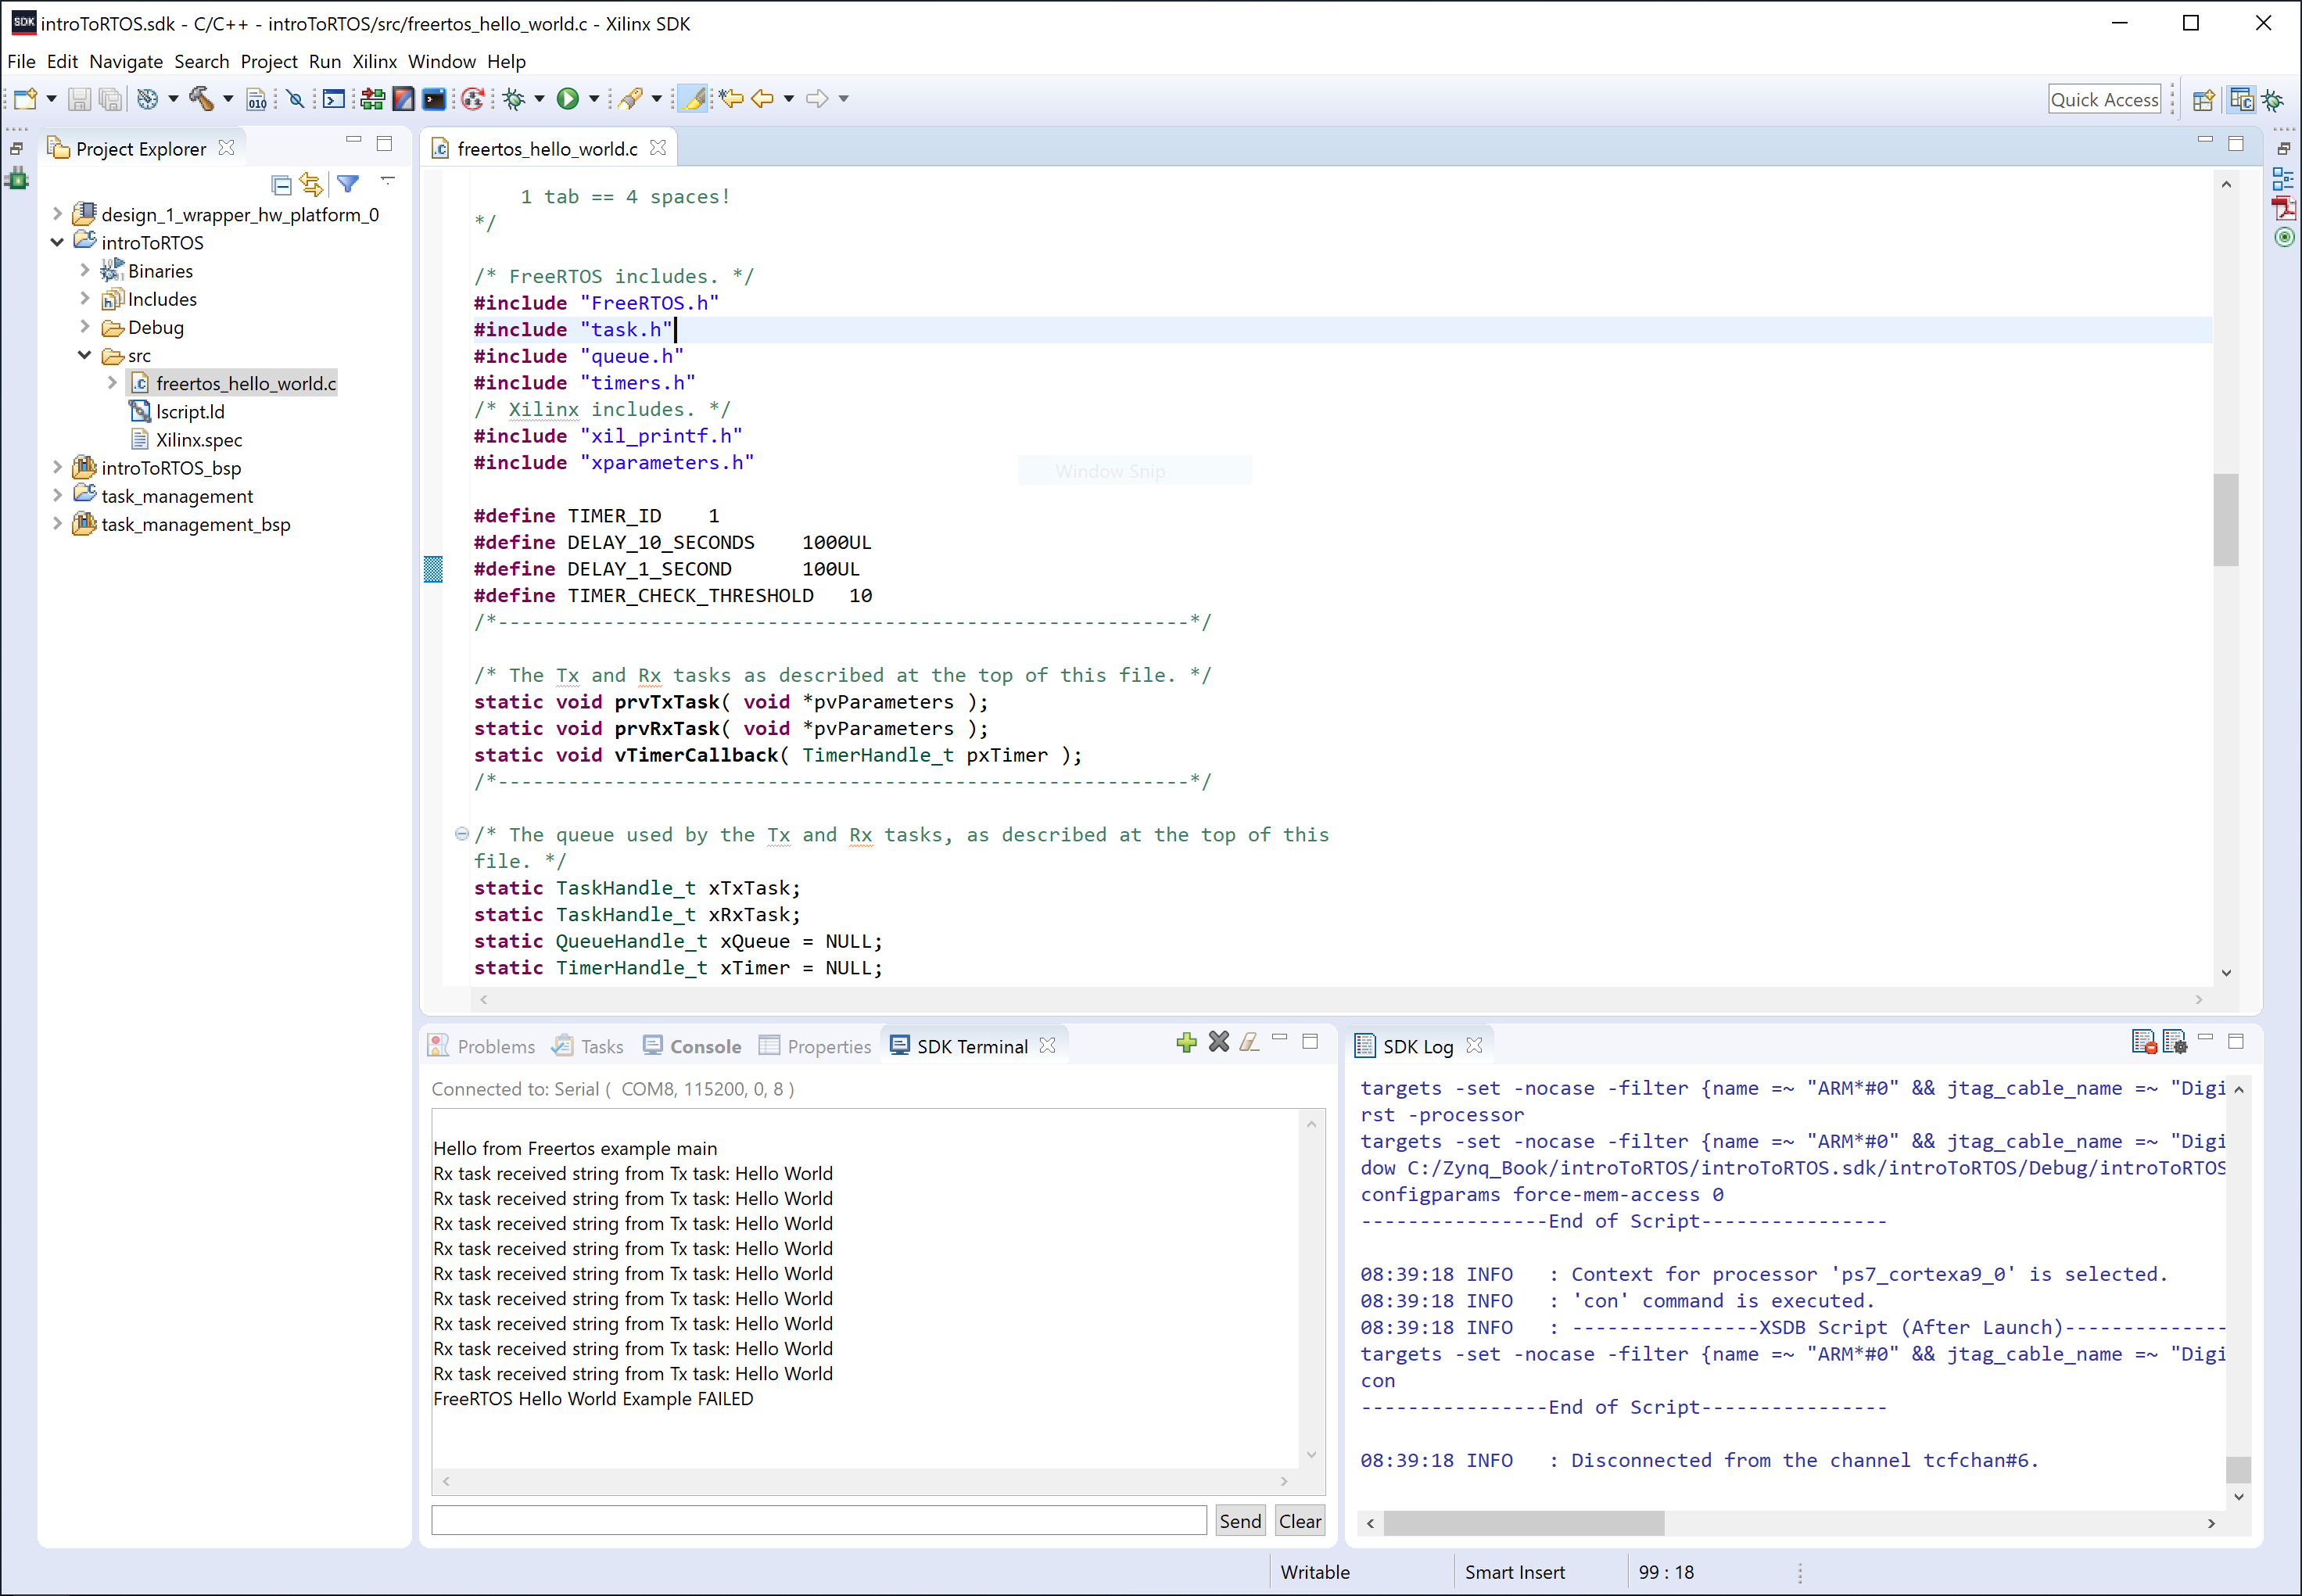 SDK introToRTOS.sdk - C/C++ - introToRTOS/src/freertos_hello_world.c - Xilinx SDK
File Edit Navigate Search Project Run Xilinx Window Help
010
Quick Access
Project Explorer
design_1_wrapper_hw_platform_0
introToRTOS
Binaries
Includes
Debug
src
freertos_hello_world.c
lscript.ld
Xilinx.spec
introToRTOS_bsp
task_management
task_management_bsp
freertos_hello_world.c
1 tab == 4 spaces!
*/
/* FreeRTOS includes. */
#include "FreeRTOS.h"
#include "task.h"
#include "queue.h"
#include "timers.h"
/* Xilinx includes. */
#include "xil_printf.h"
#include "xparameters.h"
Window Snip
#define TIMER_ID    1
#define DELAY_10_SECONDS    1000UL
#define DELAY_1_SECOND      100UL
#define TIMER_CHECK_THRESHOLD   10
/*-----------------------------------------------------------*/
/* The Tx and Rx tasks as described at the top of this file. */
static void prvTxTask( void *pvParameters );
static void prvRxTask( void *pvParameters );
static void vTimerCallback( TimerHandle_t pxTimer );
/*-----------------------------------------------------------*/
/* The queue used by the Tx and Rx tasks, as described at the top of this
file. */
static TaskHandle_t xTxTask;
static TaskHandle_t xRxTask;
static QueueHandle_t xQueue = NULL;
static TimerHandle_t xTimer = NULL;
Problems Tasks Console Properties SDK Terminal
Connected to: Serial (  COM8, 115200, 0, 8 )
Hello from Freertos example main
Rx task received string from Tx task: Hello World
Rx task received string from Tx task: Hello World
Rx task received string from Tx task: Hello World
Rx task received string from Tx task: Hello World
Rx task received string from Tx task: Hello World
Rx task received string from Tx task: Hello World
Rx task received string from Tx task: Hello World
Rx task received string from Tx task: Hello World
Rx task received string from Tx task: Hello World
FreeRTOS Hello World Example FAILED
Send Clear
SDK Log
targets -set -nocase -filter {name =~ "ARM*#0" && jtag_cable_name =~ "Digi
rst -processor
targets -set -nocase -filter {name =~ "ARM*#0" && jtag_cable_name =~ "Digi
dow C:/Zynq_Book/introToRTOS/introToRTOS.sdk/introToRTOS/Debug/introToRTOS
configparams force-mem-access 0
----------------End of Script----------------
08:39:18 INFO   : Context for processor 'ps7_cortexa9_0' is selected.
08:39:18 INFO   : 'con' command is executed.
08:39:18 INFO   : ----------------XSDB Script (After Launch)--------------
targets -set -nocase -filter {name =~ "ARM*#0" && jtag_cable_name =~ "Digi
con
----------------End of Script----------------
08:39:18 INFO   : Disconnected from the channel tcfchan#6.
Writable Smart Insert 99 : 18